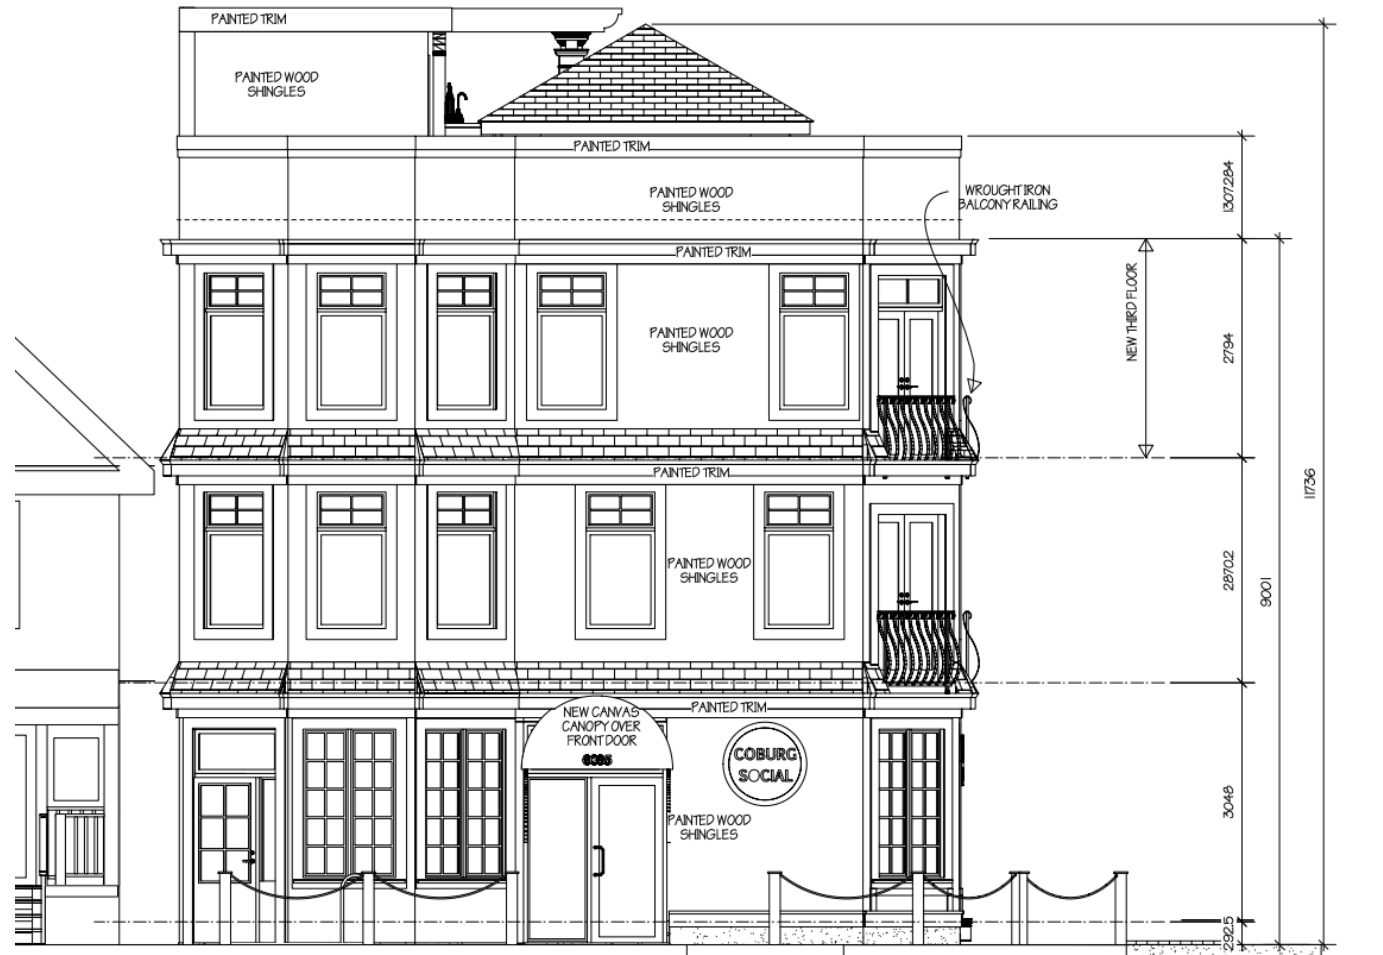 PAINTED TRIM
PAINTED WOOD
SHINGLES
PAINTED TRIM
PAINTED WOOD
SHINGLES
WROUGHT IRON
BALCONY RAILING
1307.284
PAINTED TRIM
PAINTED WOOD
SHINGLES
NEW THIRD FLOOR
2794
PAINTED TRIM
11736
PAINTED WOOD
SHINGLES
2870.2
9001
PAINTED TRIM
NEW CANVAS
CANOPY OVER
FRONT DOOR
COBURG
SOCIAL
PAINTED WOOD
SHINGLES
3048
292.5